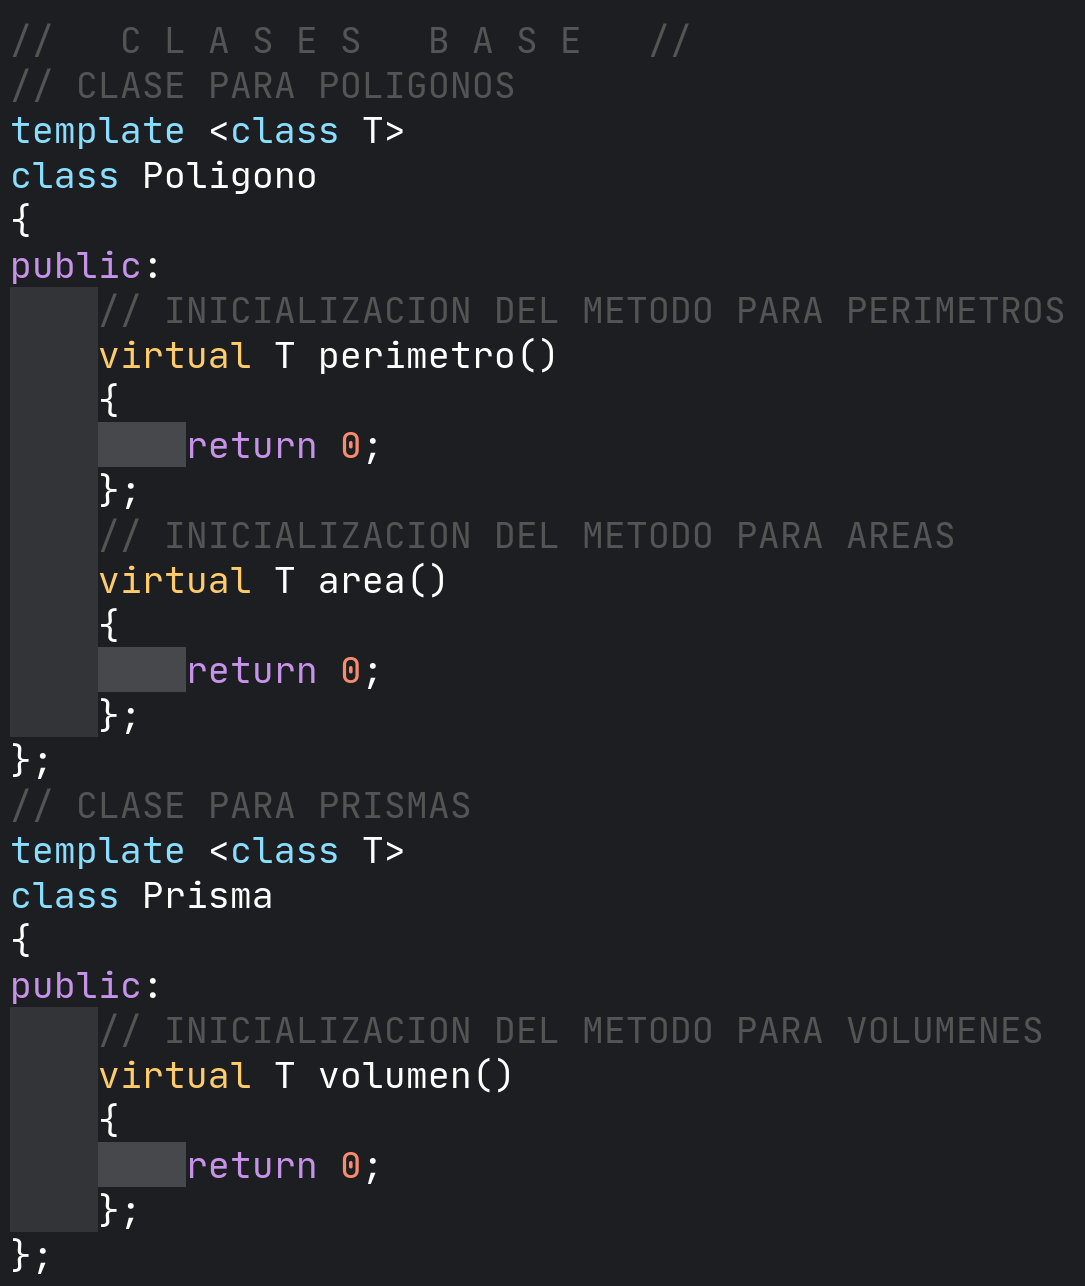 //   C L A S E S   B A S E   //
// CLASE PARA POLIGONOS
template <class T>
class Poligono
{
public:
    // INICIALIZACION DEL METODO PARA PERIMETROS
    virtual T perimetro()
    {
        return 0;
    };
    // INICIALIZACION DEL METODO PARA AREAS
    virtual T area()
    {
        return 0;
    };
};
// CLASE PARA PRISMAS
template <class T>
class Prisma
{
public:
    // INICIALIZACION DEL METODO PARA VOLUMENES
    virtual T volumen()
    {
        return 0;
    };
};